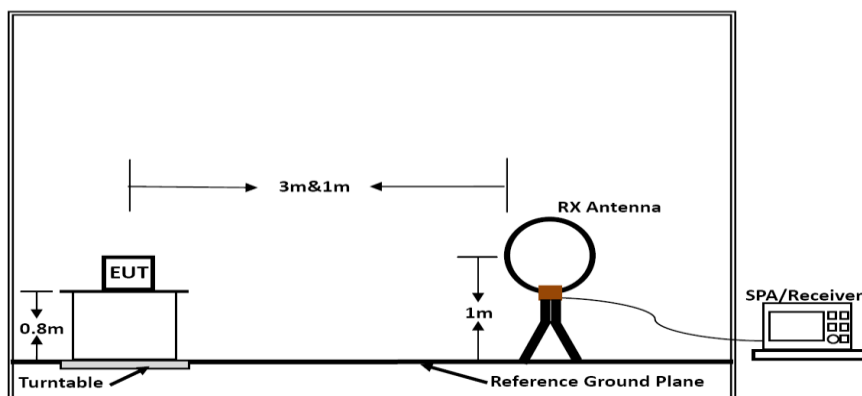 3m&1m
RX Antenna
EUT
1m
SPA/Receiver
0.8m
Turntable
Reference Ground Plane